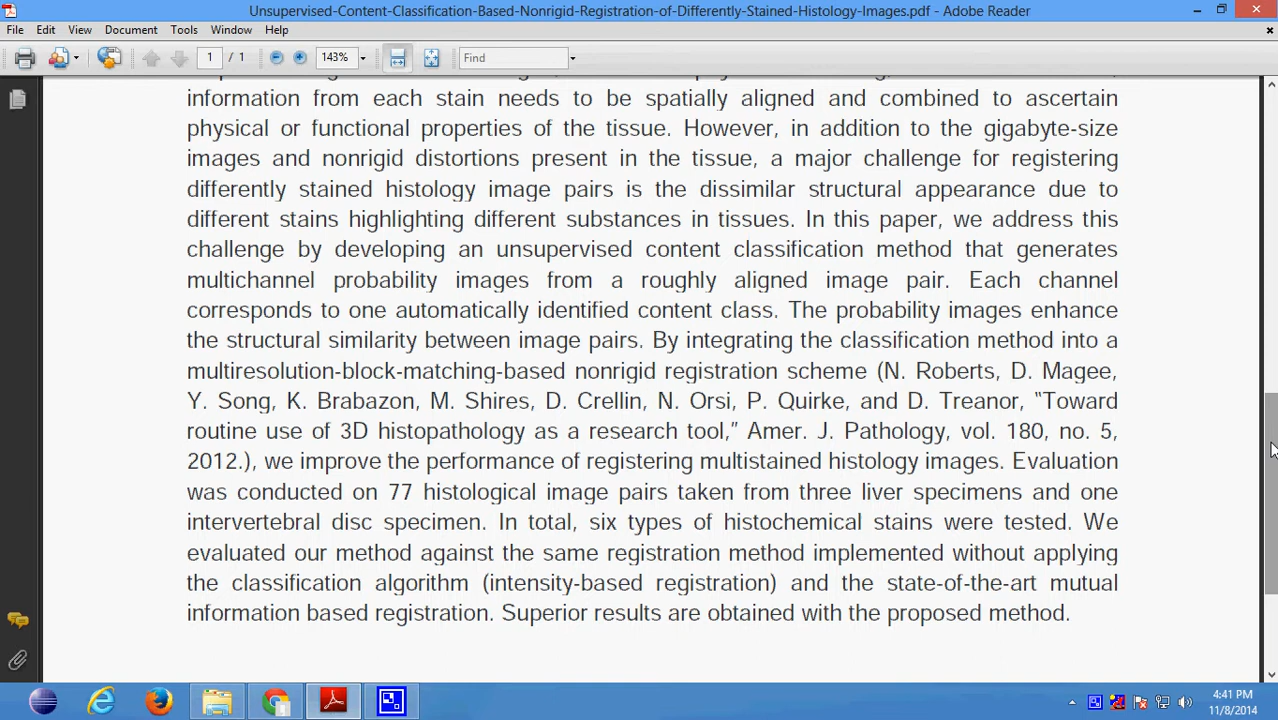 Unsupervised-Content-Classification-Based-Nonrigid-Registration-of-Differently-Stained-Histology-Images.pdf - Adobe Reader
File Edit View Document Tools Window Help
1 / 1 143% Find
information from each stain needs to be spatially aligned and combined to ascertain
physical or functional properties of the tissue. However, in addition to the gigabyte-size
images and nonrigid distortions present in the tissue, a major challenge for registering
differently stained histology image pairs is the dissimilar structural appearance due to
different stains highlighting different substances in tissues. In this paper, we address this
challenge by developing an unsupervised content classification method that generates
multichannel probability images from a roughly aligned image pair. Each channel
corresponds to one automatically identified content class. The probability images enhance
the structural similarity between image pairs. By integrating the classification method into a
multiresolution-block-matching-based nonrigid registration scheme (N. Roberts, D. Magee,
Y. Song, K. Brabazon, M. Shires, D. Crellin, N. Orsi, P. Quirke, and D. Treanor, “Toward
routine use of 3D histopathology as a research tool,” Amer. J. Pathology, vol. 180, no. 5,
2012.), we improve the performance of registering multistained histology images. Evaluation
was conducted on 77 histological image pairs taken from three liver specimens and one
intervertebral disc specimen. In total, six types of histochemical stains were tested. We
evaluated our method against the same registration method implemented without applying
the classification algorithm (intensity-based registration) and the state-of-the-art mutual
information based registration. Superior results are obtained with the proposed method.
4:41 PM
11/8/2014